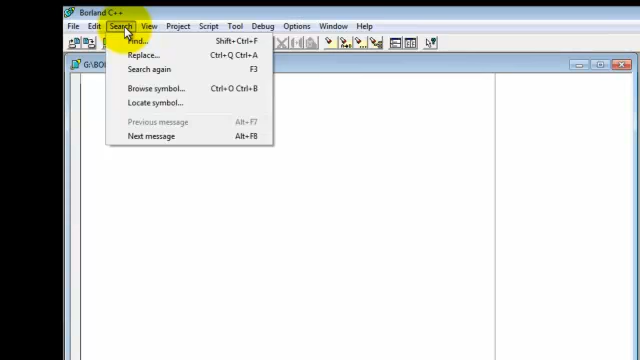 Borland C++
File Edit Search View Project Script Tool Debug Options Window Help
Find... Shift+Ctrl+F
G:\BO
Replace... Ctrl+Q Ctrl+A
Search again F3
Browse symbol... Ctrl+O Ctrl+B
Locate symbol...
Previous message Alt+F7
Next message Alt+F8